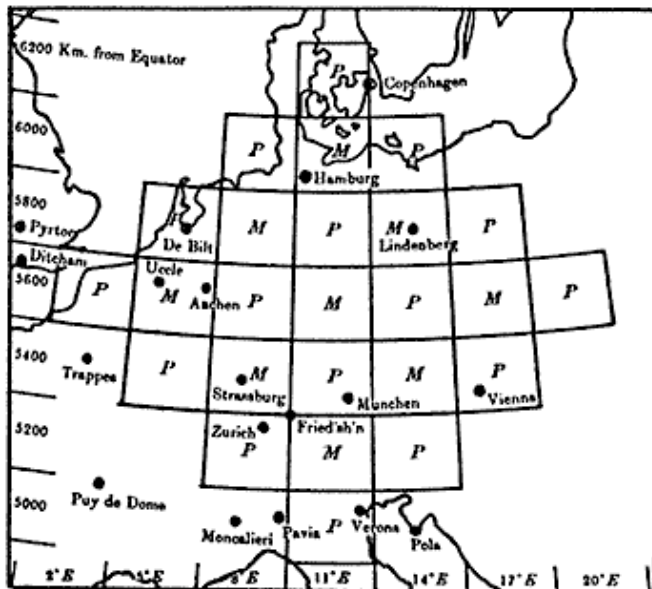 6200 Km. from Equator
P
Copenhagen
6000
P M P
Hamburg
5800
Pyrton
P M P M P
De Bilt Lindenberg
Ditcham
Uccle
5600
P M P M P M P
Aachen
5400
Trappes
P M P M P
Strassburg München Vienna
Fried'sh'n
5200
Zurich
P M P
Puy de Dome
5000
Moncalieri Pavia P Verona Pola
2°E 5°E 8°E 11°E 14°E 17°E 20°E